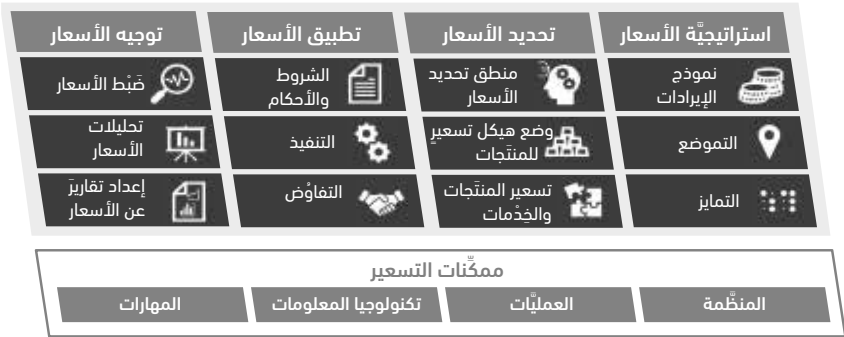 استراتيجيَّة الأسعار
تحديد الأسعار
تطبيق الأسعار
توجيه الأسعار
نموذج
الإيرادات
منطق تحديد
الأسعار
الشروط
والأحكام
ضَبْط الأسعار
التموضع
وضع هيكل تسعيرٍ
للمنتَجات
التنفيذ
تحليلات
الأسعار
التمايز
تسعير المنتَجات
والخِدْمات
التفاوُض
إعداد تقاريرَ
عن الأسعار
ممكِّنات التسعير
المنظَّمة
العمليَّات
تكنولوجيا المعلومات
المهارات